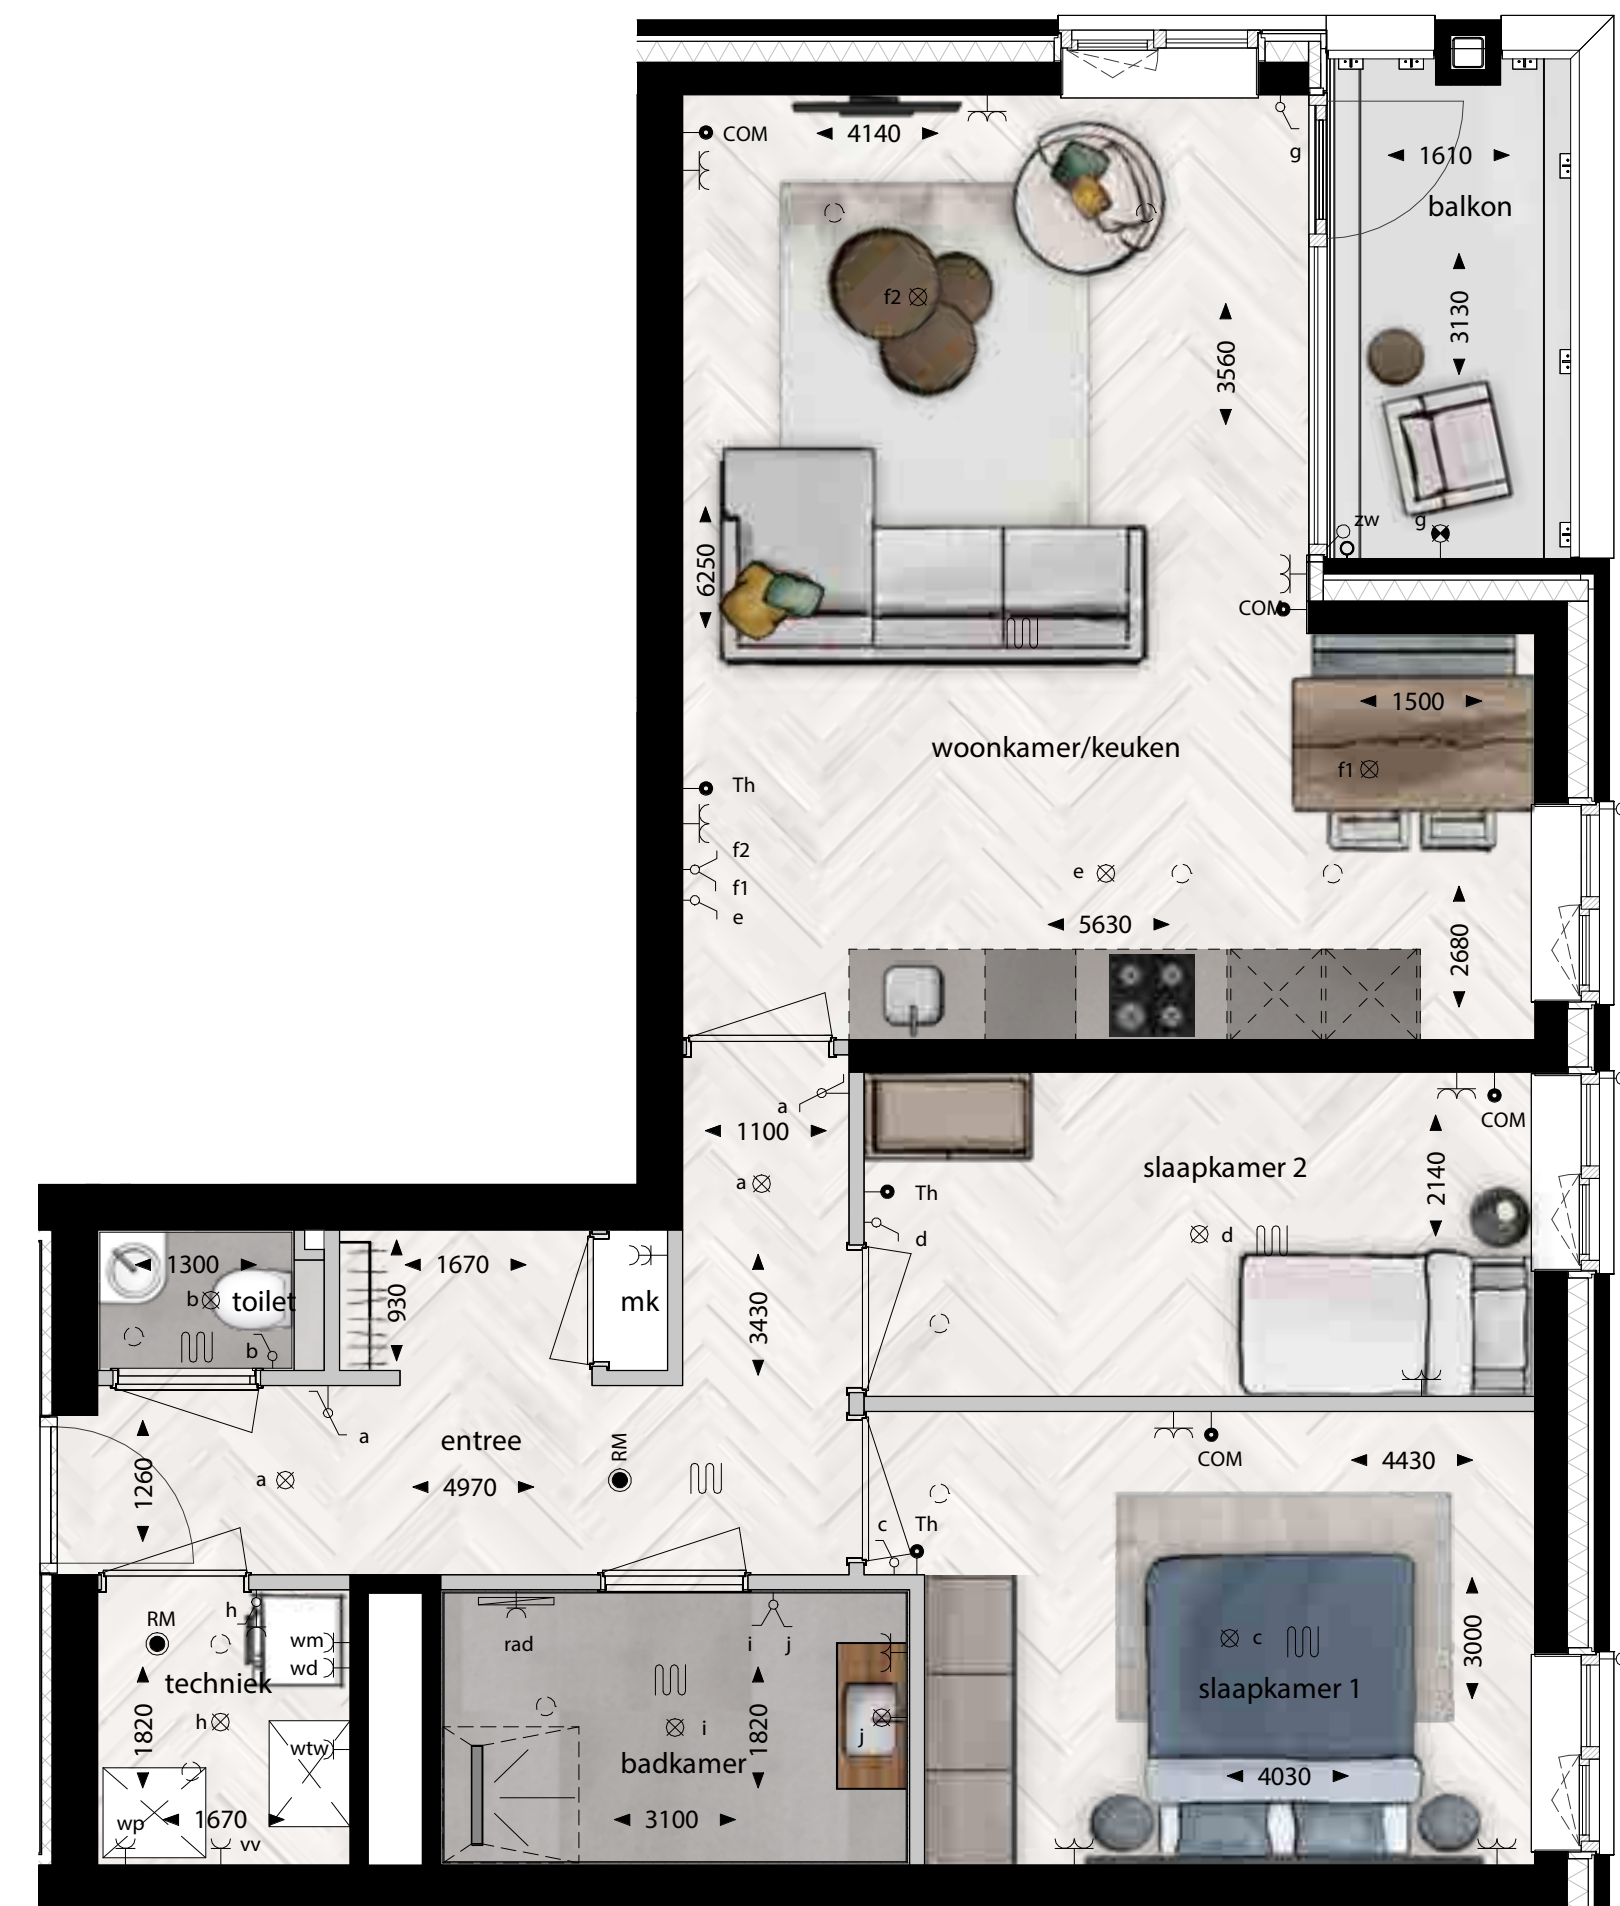 COM
4140
g
1610
balkon
f2
3130
3560
zw
g
6250
COM
1500
woonkamer/keuken
f1
Th
f2
f1
e
e
5630
2680
a
1100
COM
slaapkamer 2
2140
a
Th
d
d
1300
1670
b
toilet
930
mk
3430
b
a
entree
RM
1260
a
4970
COM
4430
c
Th
h
RM
wm
wd
rad
i
j
3000
techniek
c
slaapkamer 1
1820
h
i
1820
j
wtw
badkamer
4030
wp
1670
vv
3100